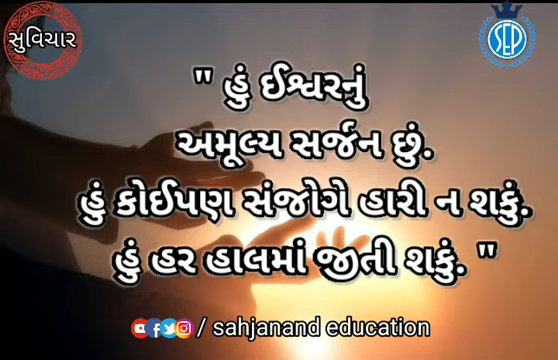 સુવિચાર
SEP
" હું ઈશ્વરનું
અમૂલ્ય સર્જન છું.
હું કોઈપણ સંજોગે હારી ન શકું.
હું હર હાલમાં જીતી શકું. "
/ sahjanand education